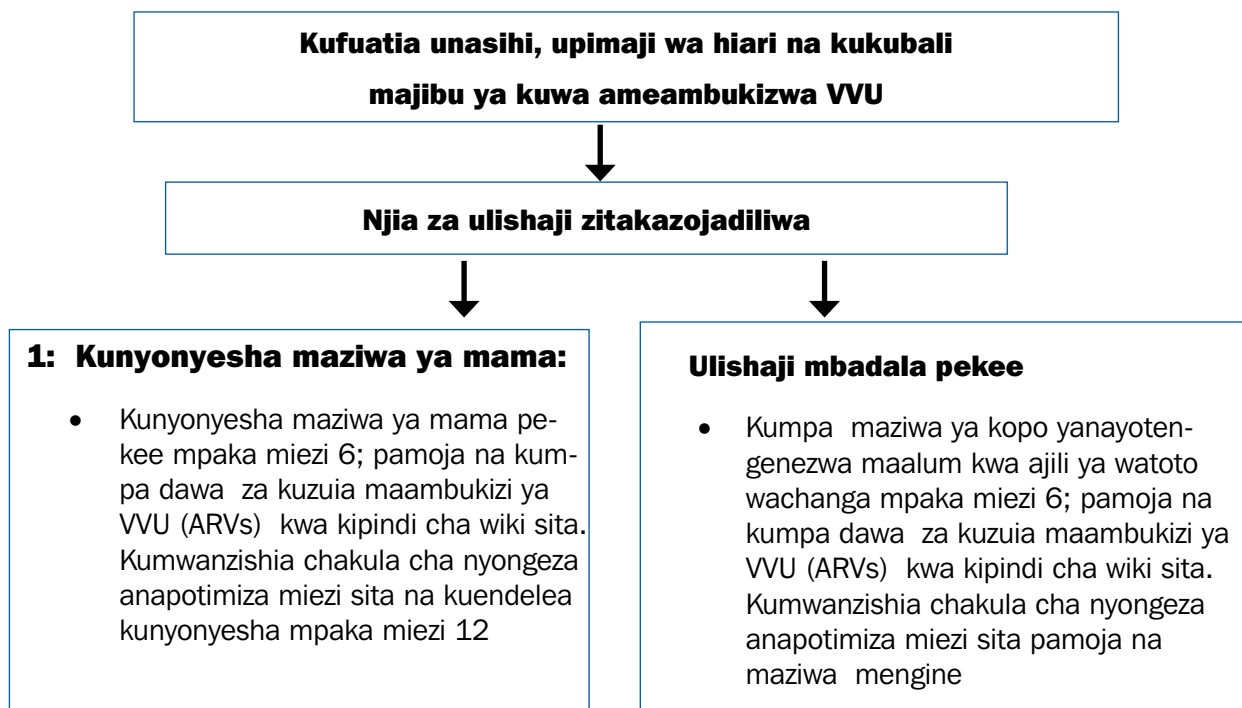 Kufuatia unasihi, upimaji wa hiari na kukubali
majibu ya kuwa ameambukizwa VVU
Njia za ulishaji zitakazojadiliwa
1: Kunyonyesha maziwa ya mama:
• Kunyonyesha maziwa ya mama pe-
kee mpaka miezi 6; pamoja na kum-
pa dawa za kuzuia maambukizi ya
VVU (ARVs) kwa kipindi cha wiki sita.
Kumwanzishia chakula cha nyongeza
anapotimiza miezi sita na kuendelea
kunyonyesha mpaka miezi 12
Ulishaji mbadala pekee
• Kumpa maziwa ya kopo yanayoten-
genezwa maalum kwa ajili ya watoto
wachanga mpaka miezi 6; pamoja na
kumpa dawa za kuzuia maambukizi ya
VVU (ARVs) kwa kipindi cha wiki sita.
Kumwanzishia chakula cha nyongeza
anapotimiza miezi sita pamoja na
maziwa mengine